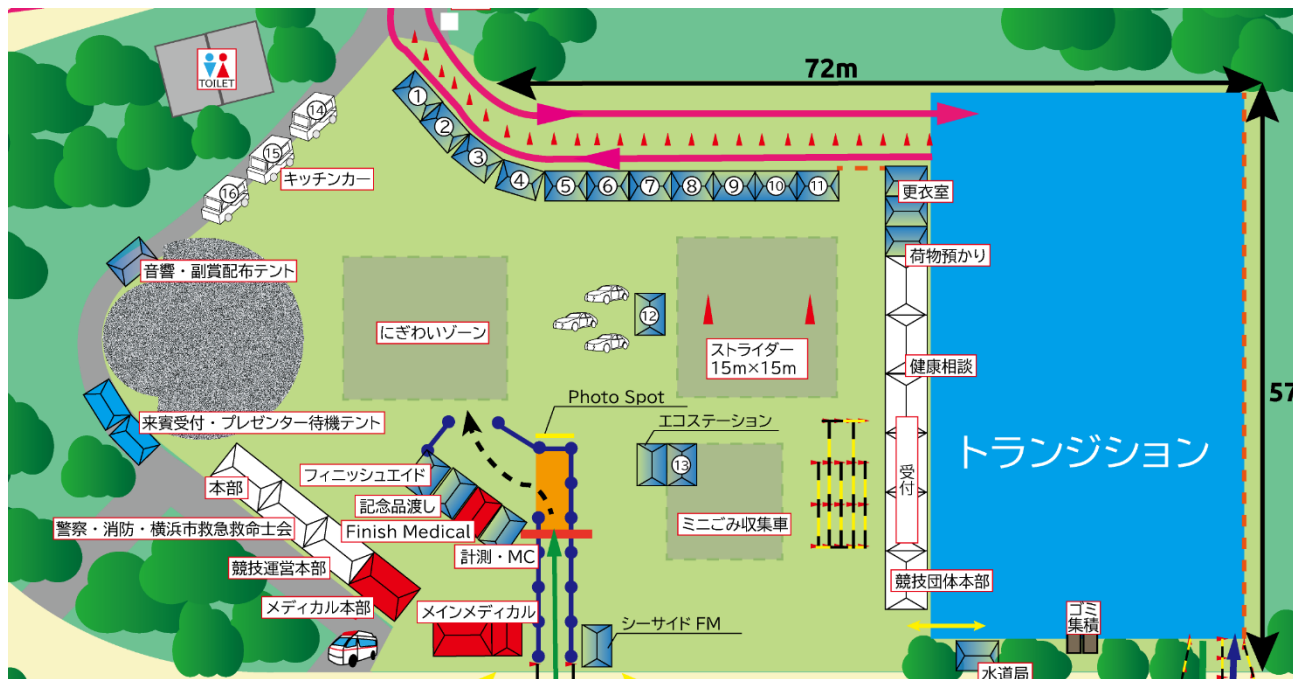 72m
TOILET
⑭
⑮
⑯
キッチンカー
①
②
③
④
⑤
⑥
⑦
⑧
⑨
⑩
⑪
更衣室
荷物預かり
音響・副賞配布テント
にぎわいゾーン
⑫
ストライダー
15m×15m
健康相談
57
Photo Spot
エコステーション
⑬
来賓受付・プレゼンター待機テント
トランジション
受付
フィニッシュエイド
本部
記念品渡し
警察・消防・横浜市救急救命士会
Finish Medical
ミニごみ収集車
計測・MC
競技運営本部
競技団体本部
メディカル本部
メインメディカル
シーサイド FM
ゴミ
集積
水道局